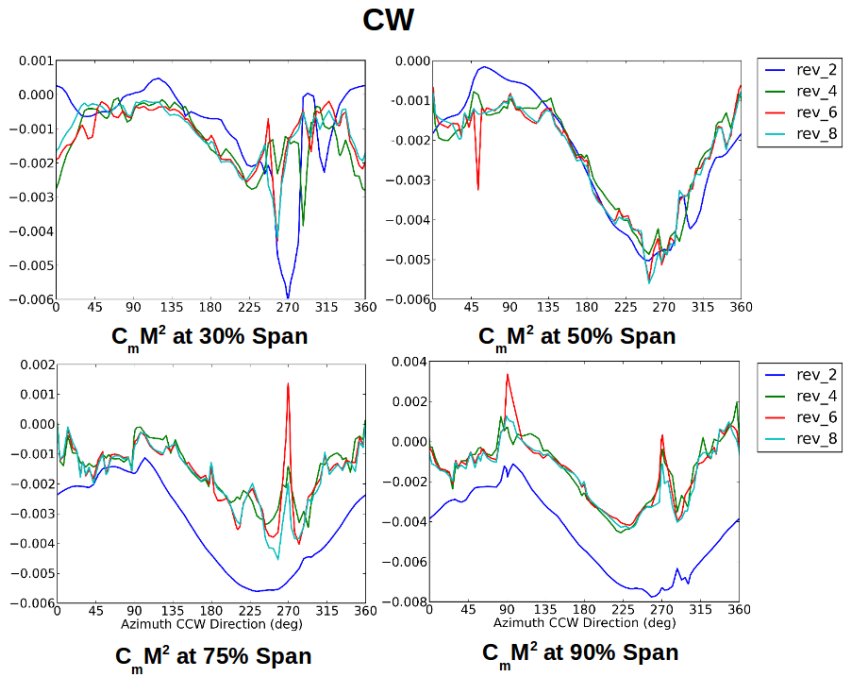 CW
0.001
0.000
−0.001
−0.002
−0.003
−0.004
−0.005
−0.006
0 45 90 135 180 225 270 315 360
CmM² at 30% Span
0.000
−0.001
−0.002
−0.003
−0.004
−0.005
−0.006
0 45 90 135 180 225 270 315 360
CmM² at 50% Span
rev_2
rev_4
rev_6
rev_8
0.002
0.001
0.000
−0.001
−0.002
−0.003
−0.004
−0.005
−0.006
0 45 90 135 180 225 270 315 360
Azimuth CCW Direction (deg)
CmM² at 75% Span
0.004
0.002
0.000
−0.002
−0.004
−0.006
−0.008
0 45 90 135 180 225 270 315 360
Azimuth CCW Direction (deg)
CmM² at 90% Span
rev_2
rev_4
rev_6
rev_8